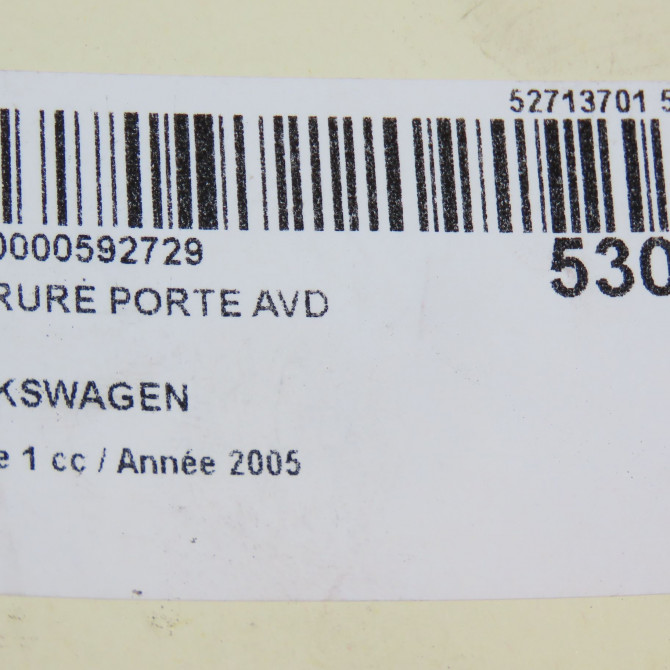 52713701 5
0000592729
530
RURE PORTE AVD
KSWAGEN
e 1 cc / Année 2005